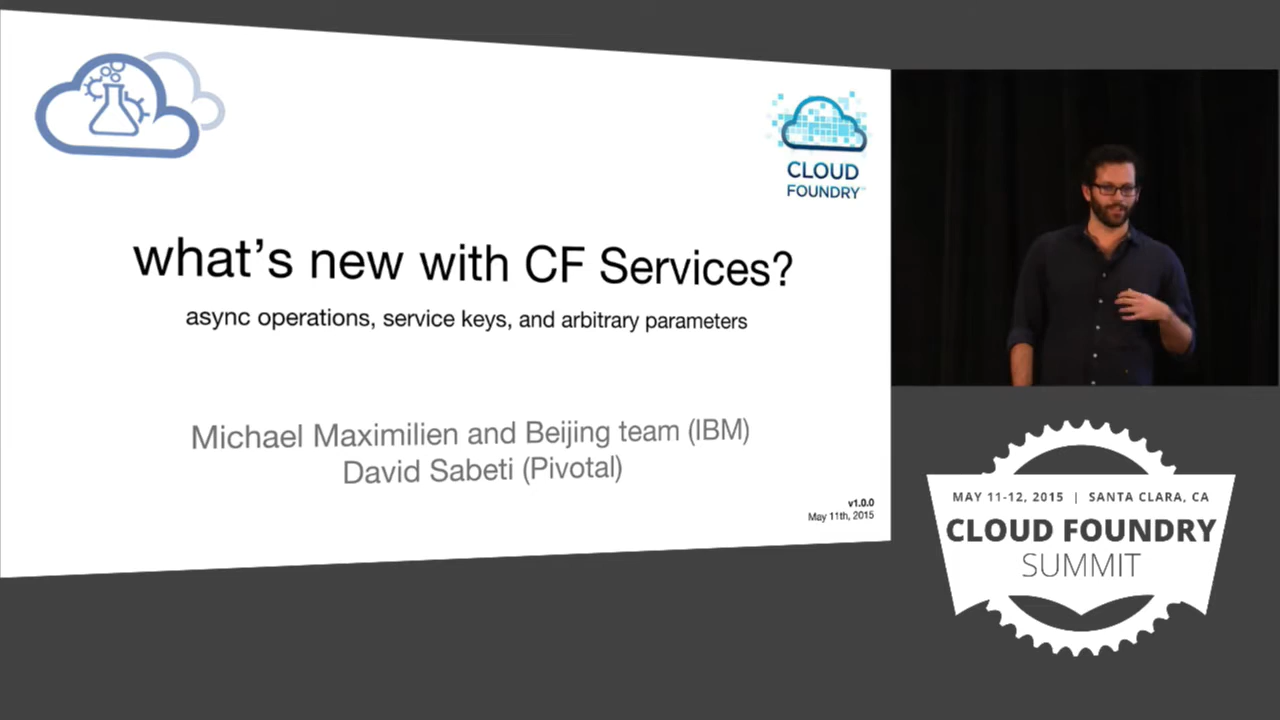 CLOUD
FOUNDRY
what's new with CF Services?
async operations, service keys, and arbitrary parameters
Michael Maximilien and Beijing team (IBM)
David Sabeti (Pivotal)
v1.0.0
May 11th, 2015
MAY 11-12, 2015 | SANTA CLARA, CA
CLOUD FOUNDRY
SUMMIT